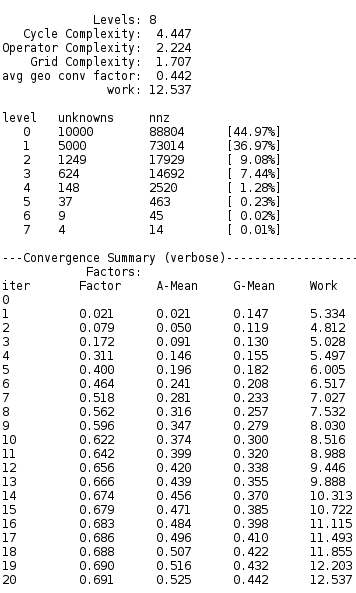 Levels: 8
Cycle Complexity: 4.447
Operator Complexity: 2.224
Grid Complexity: 1.707
avg geo conv factor: 0.442
work: 12.537
level unknowns nnz
0 10000 88804 [44.97%]
1 5000 73014 [36.97%]
2 1249 17929 [ 9.08%]
3 624 14692 [ 7.44%]
4 148 2520 [ 1.28%]
5 37 463 [ 0.23%]
6 9 45 [ 0.02%]
7 4 14 [ 0.01%]
---Convergence Summary (verbose)-------------------
Factors:
iter Factor A-Mean G-Mean Work
0
1 0.021 0.021 0.147 5.334
2 0.079 0.050 0.119 4.812
3 0.172 0.091 0.130 5.028
4 0.311 0.146 0.155 5.497
5 0.400 0.196 0.182 6.005
6 0.464 0.241 0.208 6.517
7 0.518 0.281 0.233 7.027
8 0.562 0.316 0.257 7.532
9 0.596 0.347 0.279 8.030
10 0.622 0.374 0.300 8.516
11 0.642 0.399 0.320 8.988
12 0.656 0.420 0.338 9.446
13 0.666 0.439 0.355 9.888
14 0.674 0.456 0.370 10.313
15 0.679 0.471 0.385 10.722
16 0.683 0.484 0.398 11.115
17 0.686 0.496 0.410 11.493
18 0.688 0.507 0.422 11.855
19 0.690 0.516 0.432 12.203
20 0.691 0.525 0.442 12.537